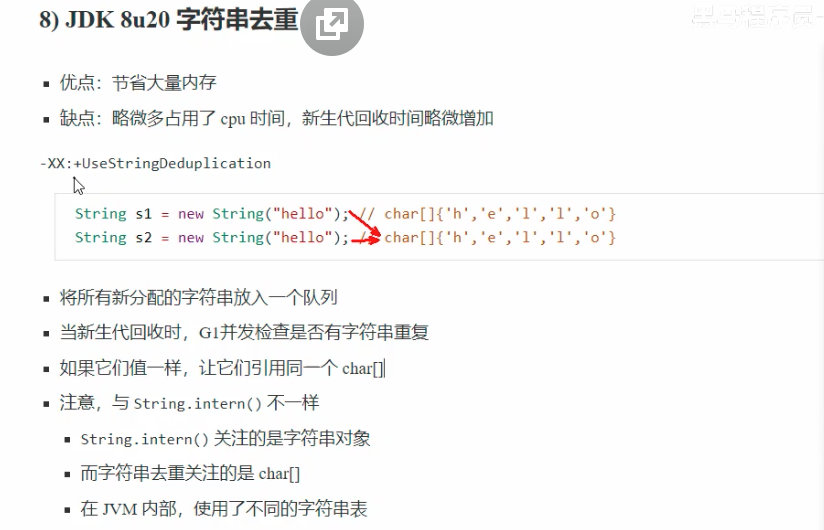 8) JDK 8u20 字符串去重
优点：节省大量内存
缺点：略微多占用了 cpu 时间，新生代回收时间略微增加
-XX:+UseStringDeduplication
String s1 = new String("hello"); // char[]{'h','e','l','l','o'}
String s2 = new String("hello"); // char[]{'h','e','l','l','o'}
将所有新分配的字符串放入一个队列
当新生代回收时，G1并发检查是否有字符串重复
如果它们值一样，让它们引用同一个 char[]
注意，与 String.intern() 不一样
String.intern() 关注的是字符串对象
而字符串去重关注的是 char[]
在 JVM 内部，使用了不同的字符串表